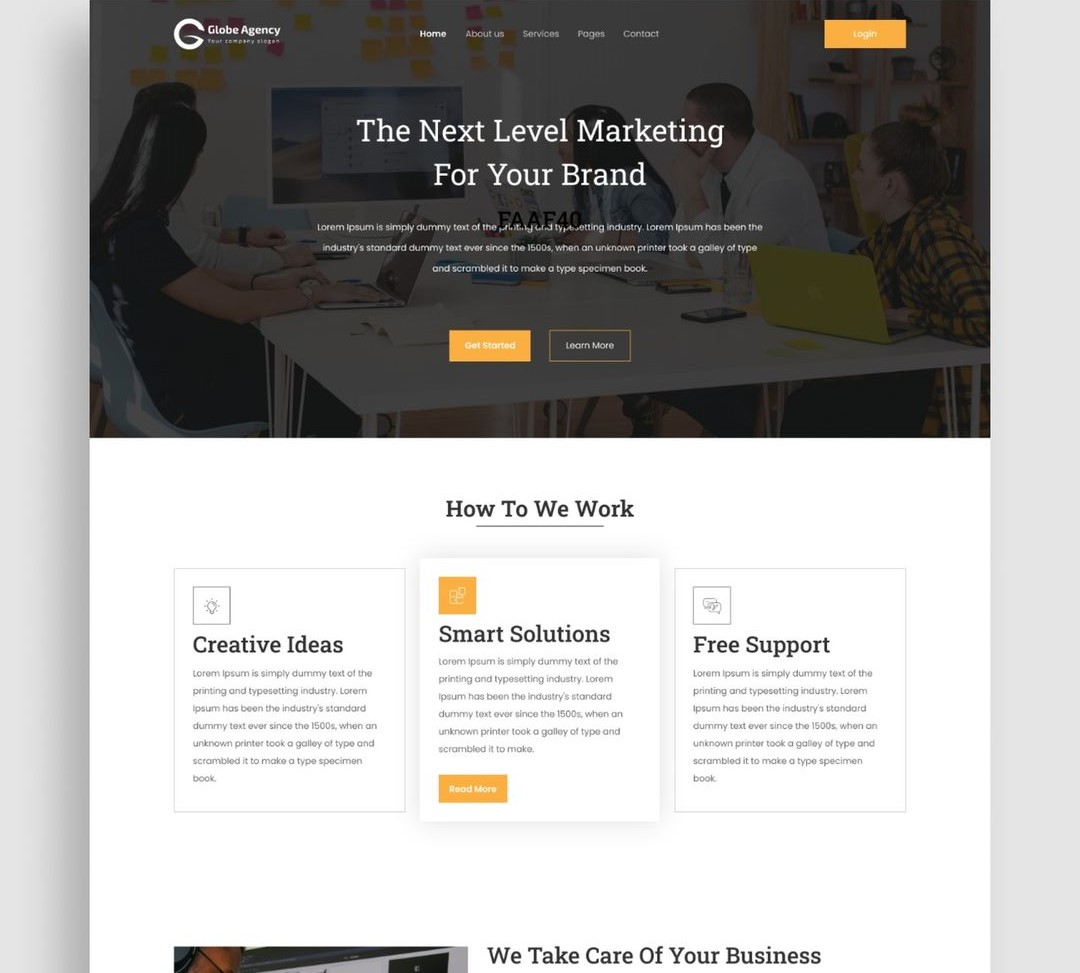 Globe Agency
Your company slogan
Home About us Services Pages Contact
Login
The Next Level Marketing
For Your Brand
FAAF40
Lorem Ipsum is simply dummy text of the printing and typesetting industry. Lorem Ipsum has been the
industry's standard dummy text ever since the 1500s, when an unknown printer took a galley of type
and scrambled it to make a type specimen book.
Get Started Learn More
How To We Work
Creative Ideas
Lorem Ipsum is simply dummy text of the
printing and typesetting industry. Lorem
Ipsum has been the industry's standard
dummy text ever since the 1500s, when an
unknown printer took a galley of type and
scrambled it to make a type specimen
book.
Smart Solutions
Lorem Ipsum is simply dummy text of the
printing and typesetting industry. Lorem
Ipsum has been the industry's standard
dummy text ever since the 1500s, when an
unknown printer took a galley of type and
scrambled it to make.
Read More
Free Support
Lorem Ipsum is simply dummy text of the
printing and typesetting industry. Lorem
Ipsum has been the industry's standard
dummy text ever since the 1500s, when an
unknown printer took a galley of type and
scrambled it to make a type specimen
book.
We Take Care Of Your Business